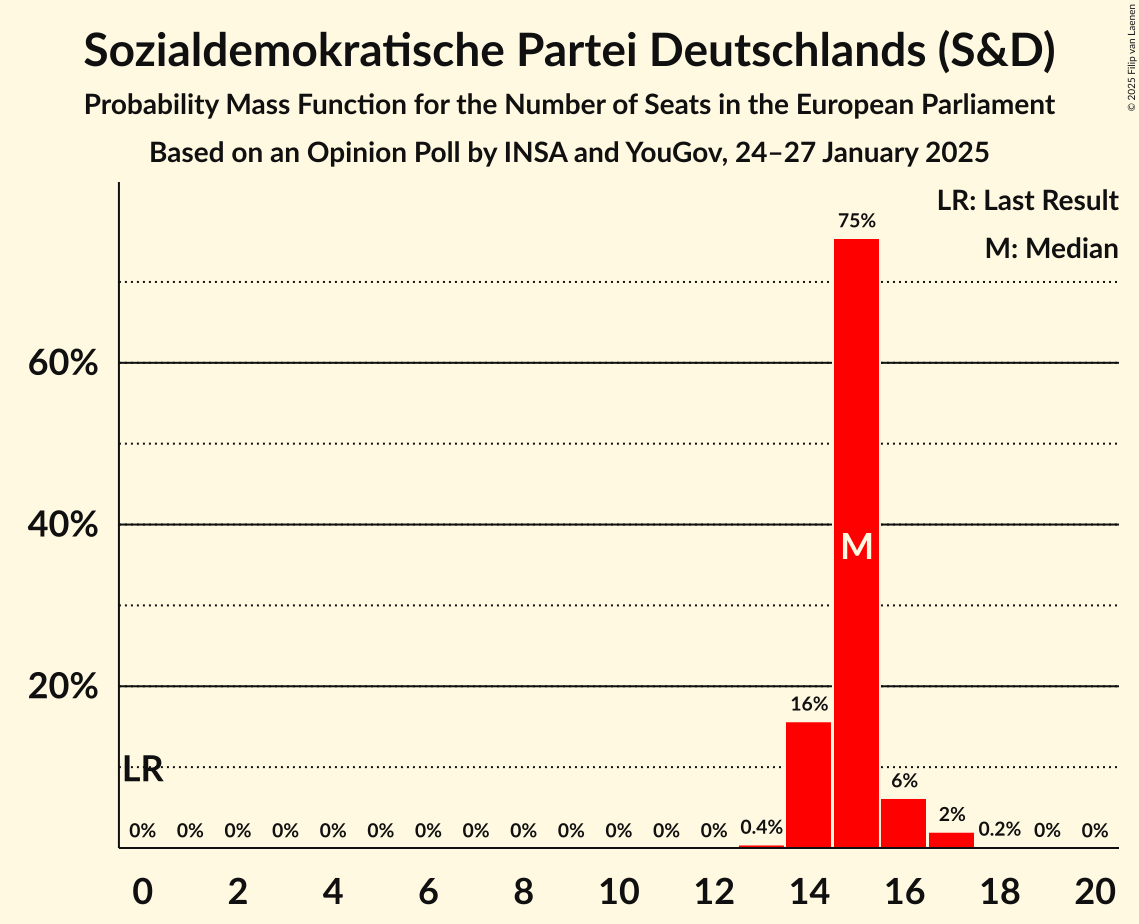 Sozialdemokratische Partei Deutschlands (S&D)
Probability Mass Function for the Number of Seats in the European Parliament
Based on an Opinion Poll by INSA and YouGov, 24–27 January 2025
© 2025 Filip van Laenen
LR: Last Result
M: Median
75%
60%
40%
M
20%
16%
LR
6%
2%
0% 0% 0% 0% 0% 0% 0% 0% 0% 0% 0% 0% 0% 0.4% 0.2% 0% 0%
0 2 4 6 8 10 12 14 16 18 20